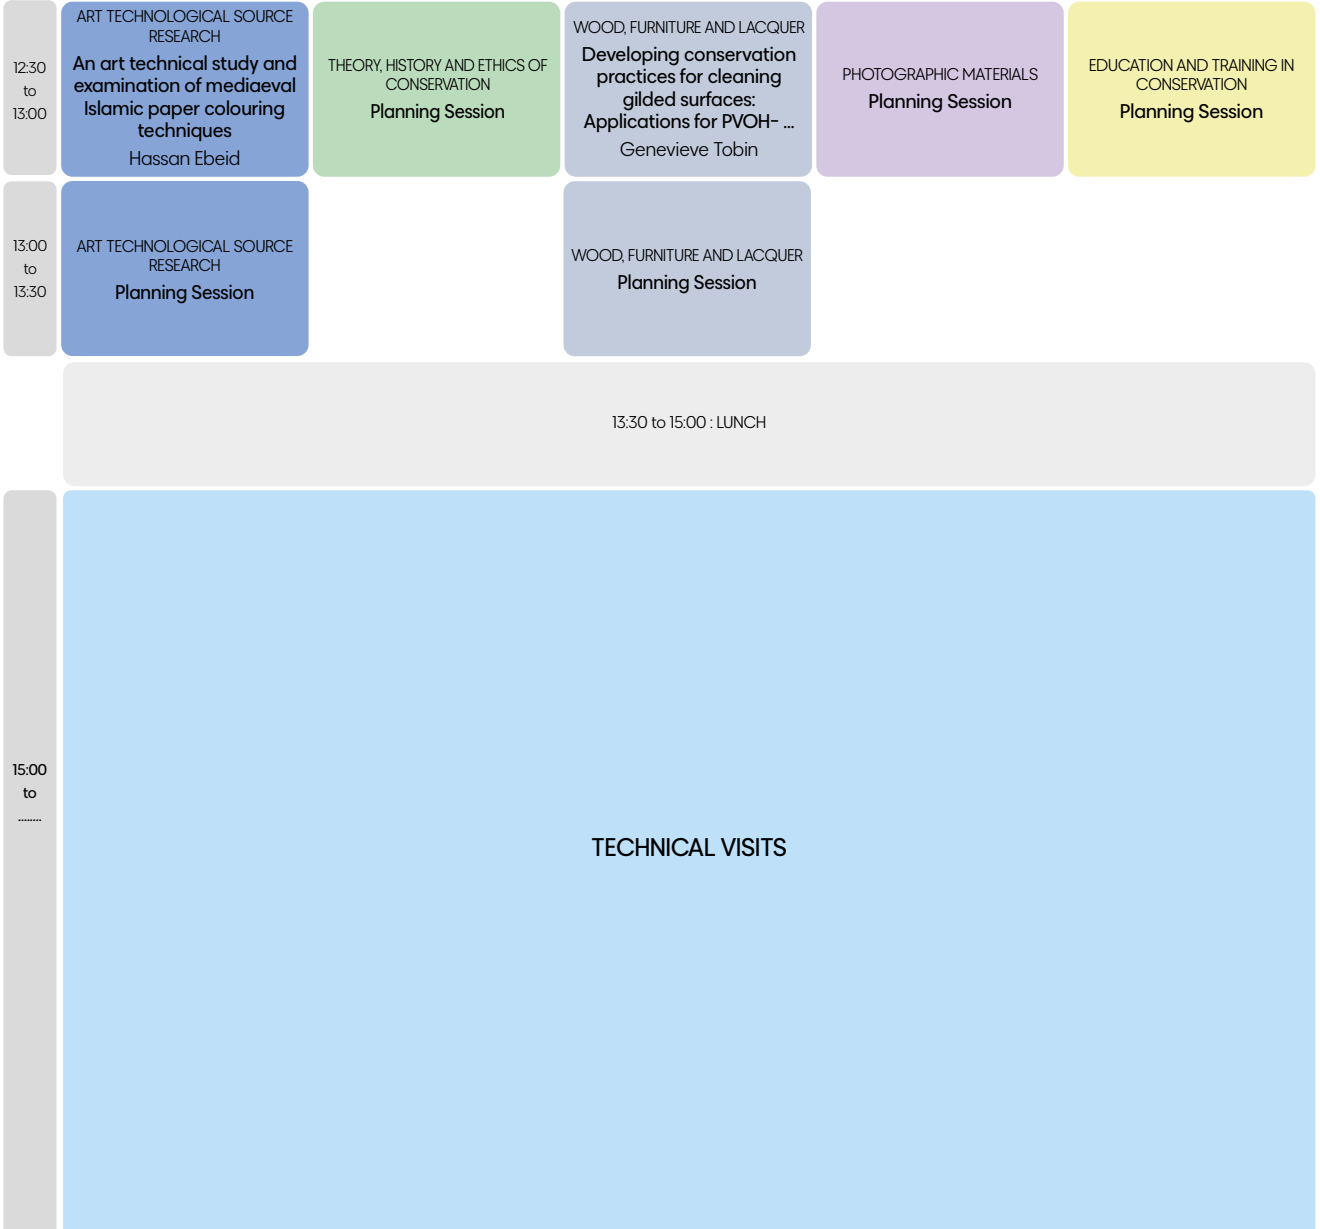 12:30
to
13:00
ART TECHNOLOGICAL SOURCE
RESEARCH
An art technical study and
examination of mediaeval
Islamic paper colouring
techniques
Hassan Ebeid
THEORY, HISTORY AND ETHICS OF
CONSERVATION
Planning Session
WOOD, FURNITURE AND LACQUER
Developing conservation
practices for cleaning
gilded surfaces:
Applications for PVOH- ...
Genevieve Tobin
PHOTOGRAPHIC MATERIALS
Planning Session
EDUCATION AND TRAINING IN
CONSERVATION
Planning Session
13:00
to
13:30
ART TECHNOLOGICAL SOURCE
RESEARCH
Planning Session
WOOD, FURNITURE AND LACQUER
Planning Session
13:30 to 15:00 : LUNCH
15:00
to
........
TECHNICAL VISITS